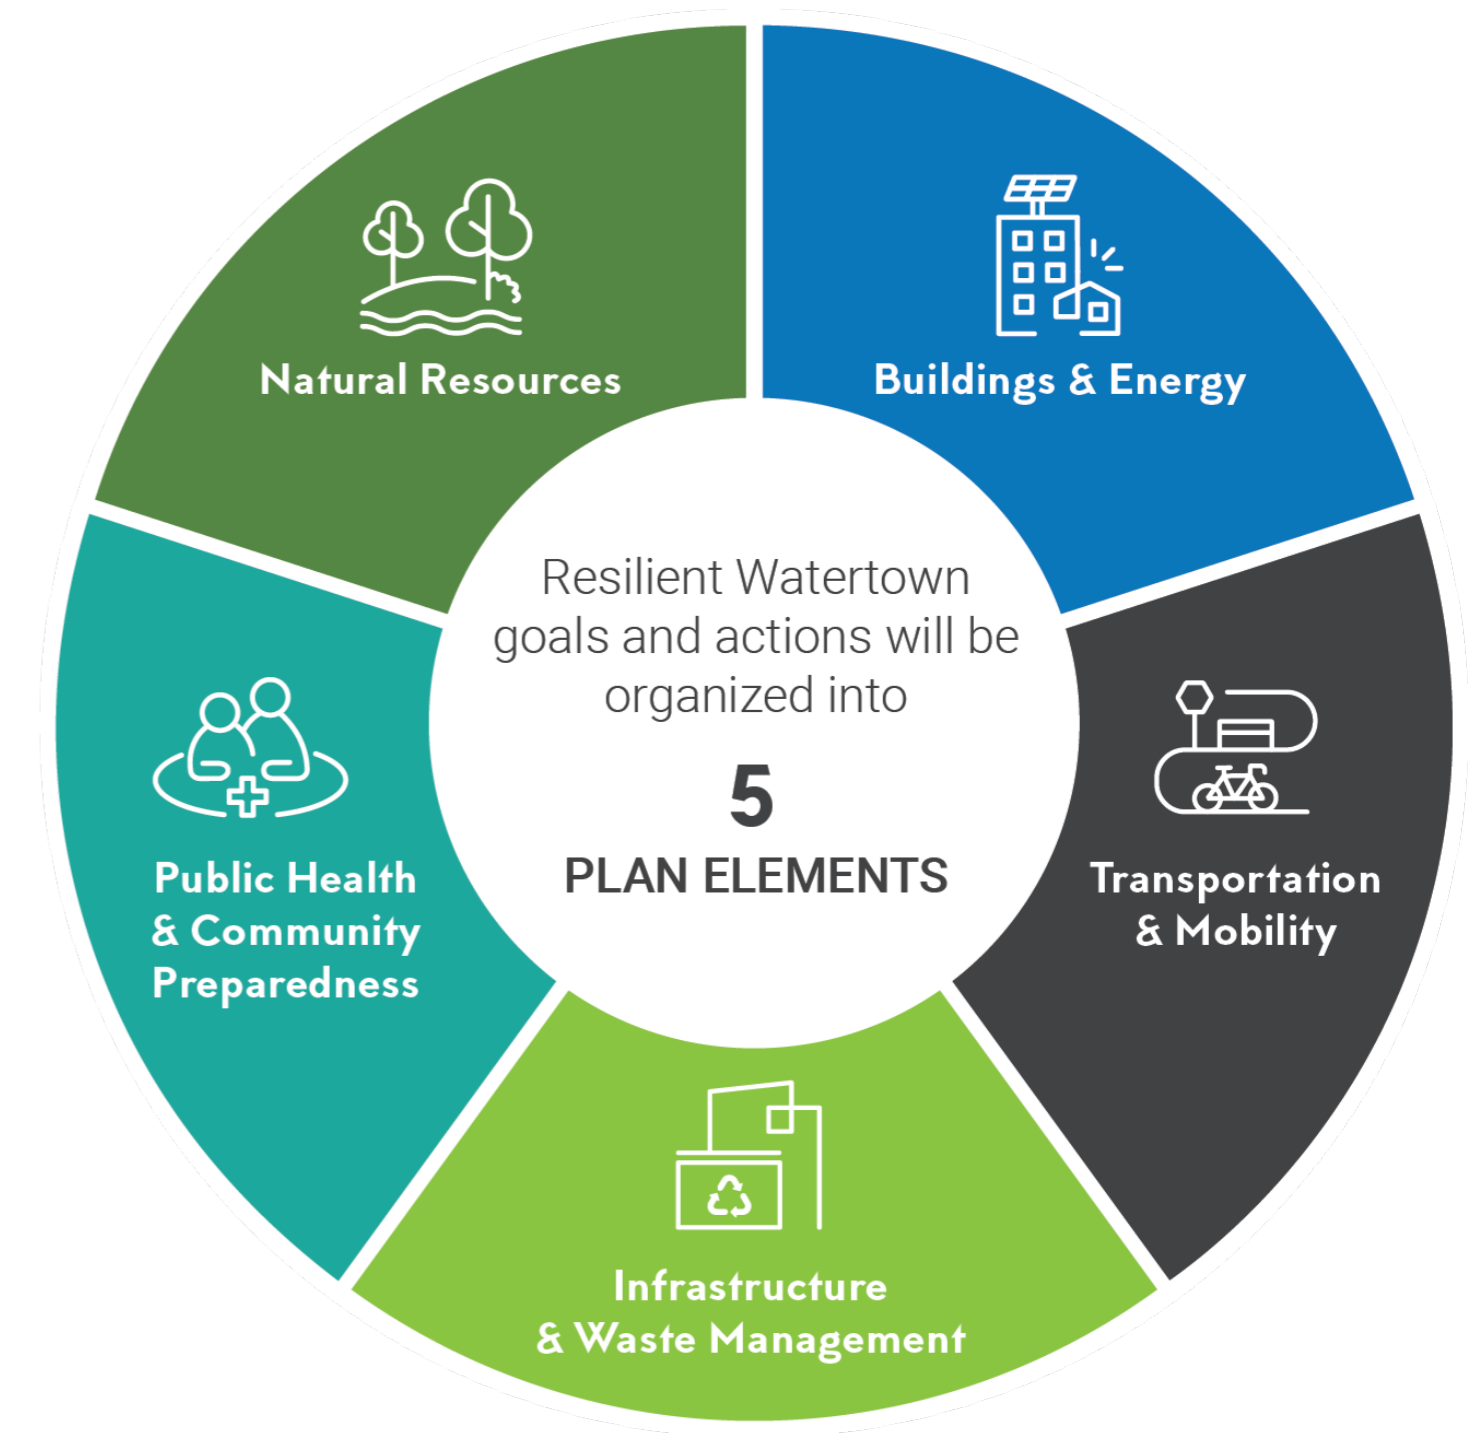 Natural Resources
Buildings & Energy
Resilient Watertown
goals and actions will be
organized into
5
PLAN ELEMENTS
Public Health
& Community
Preparedness
Transportation
& Mobility
Infrastructure
& Waste Management